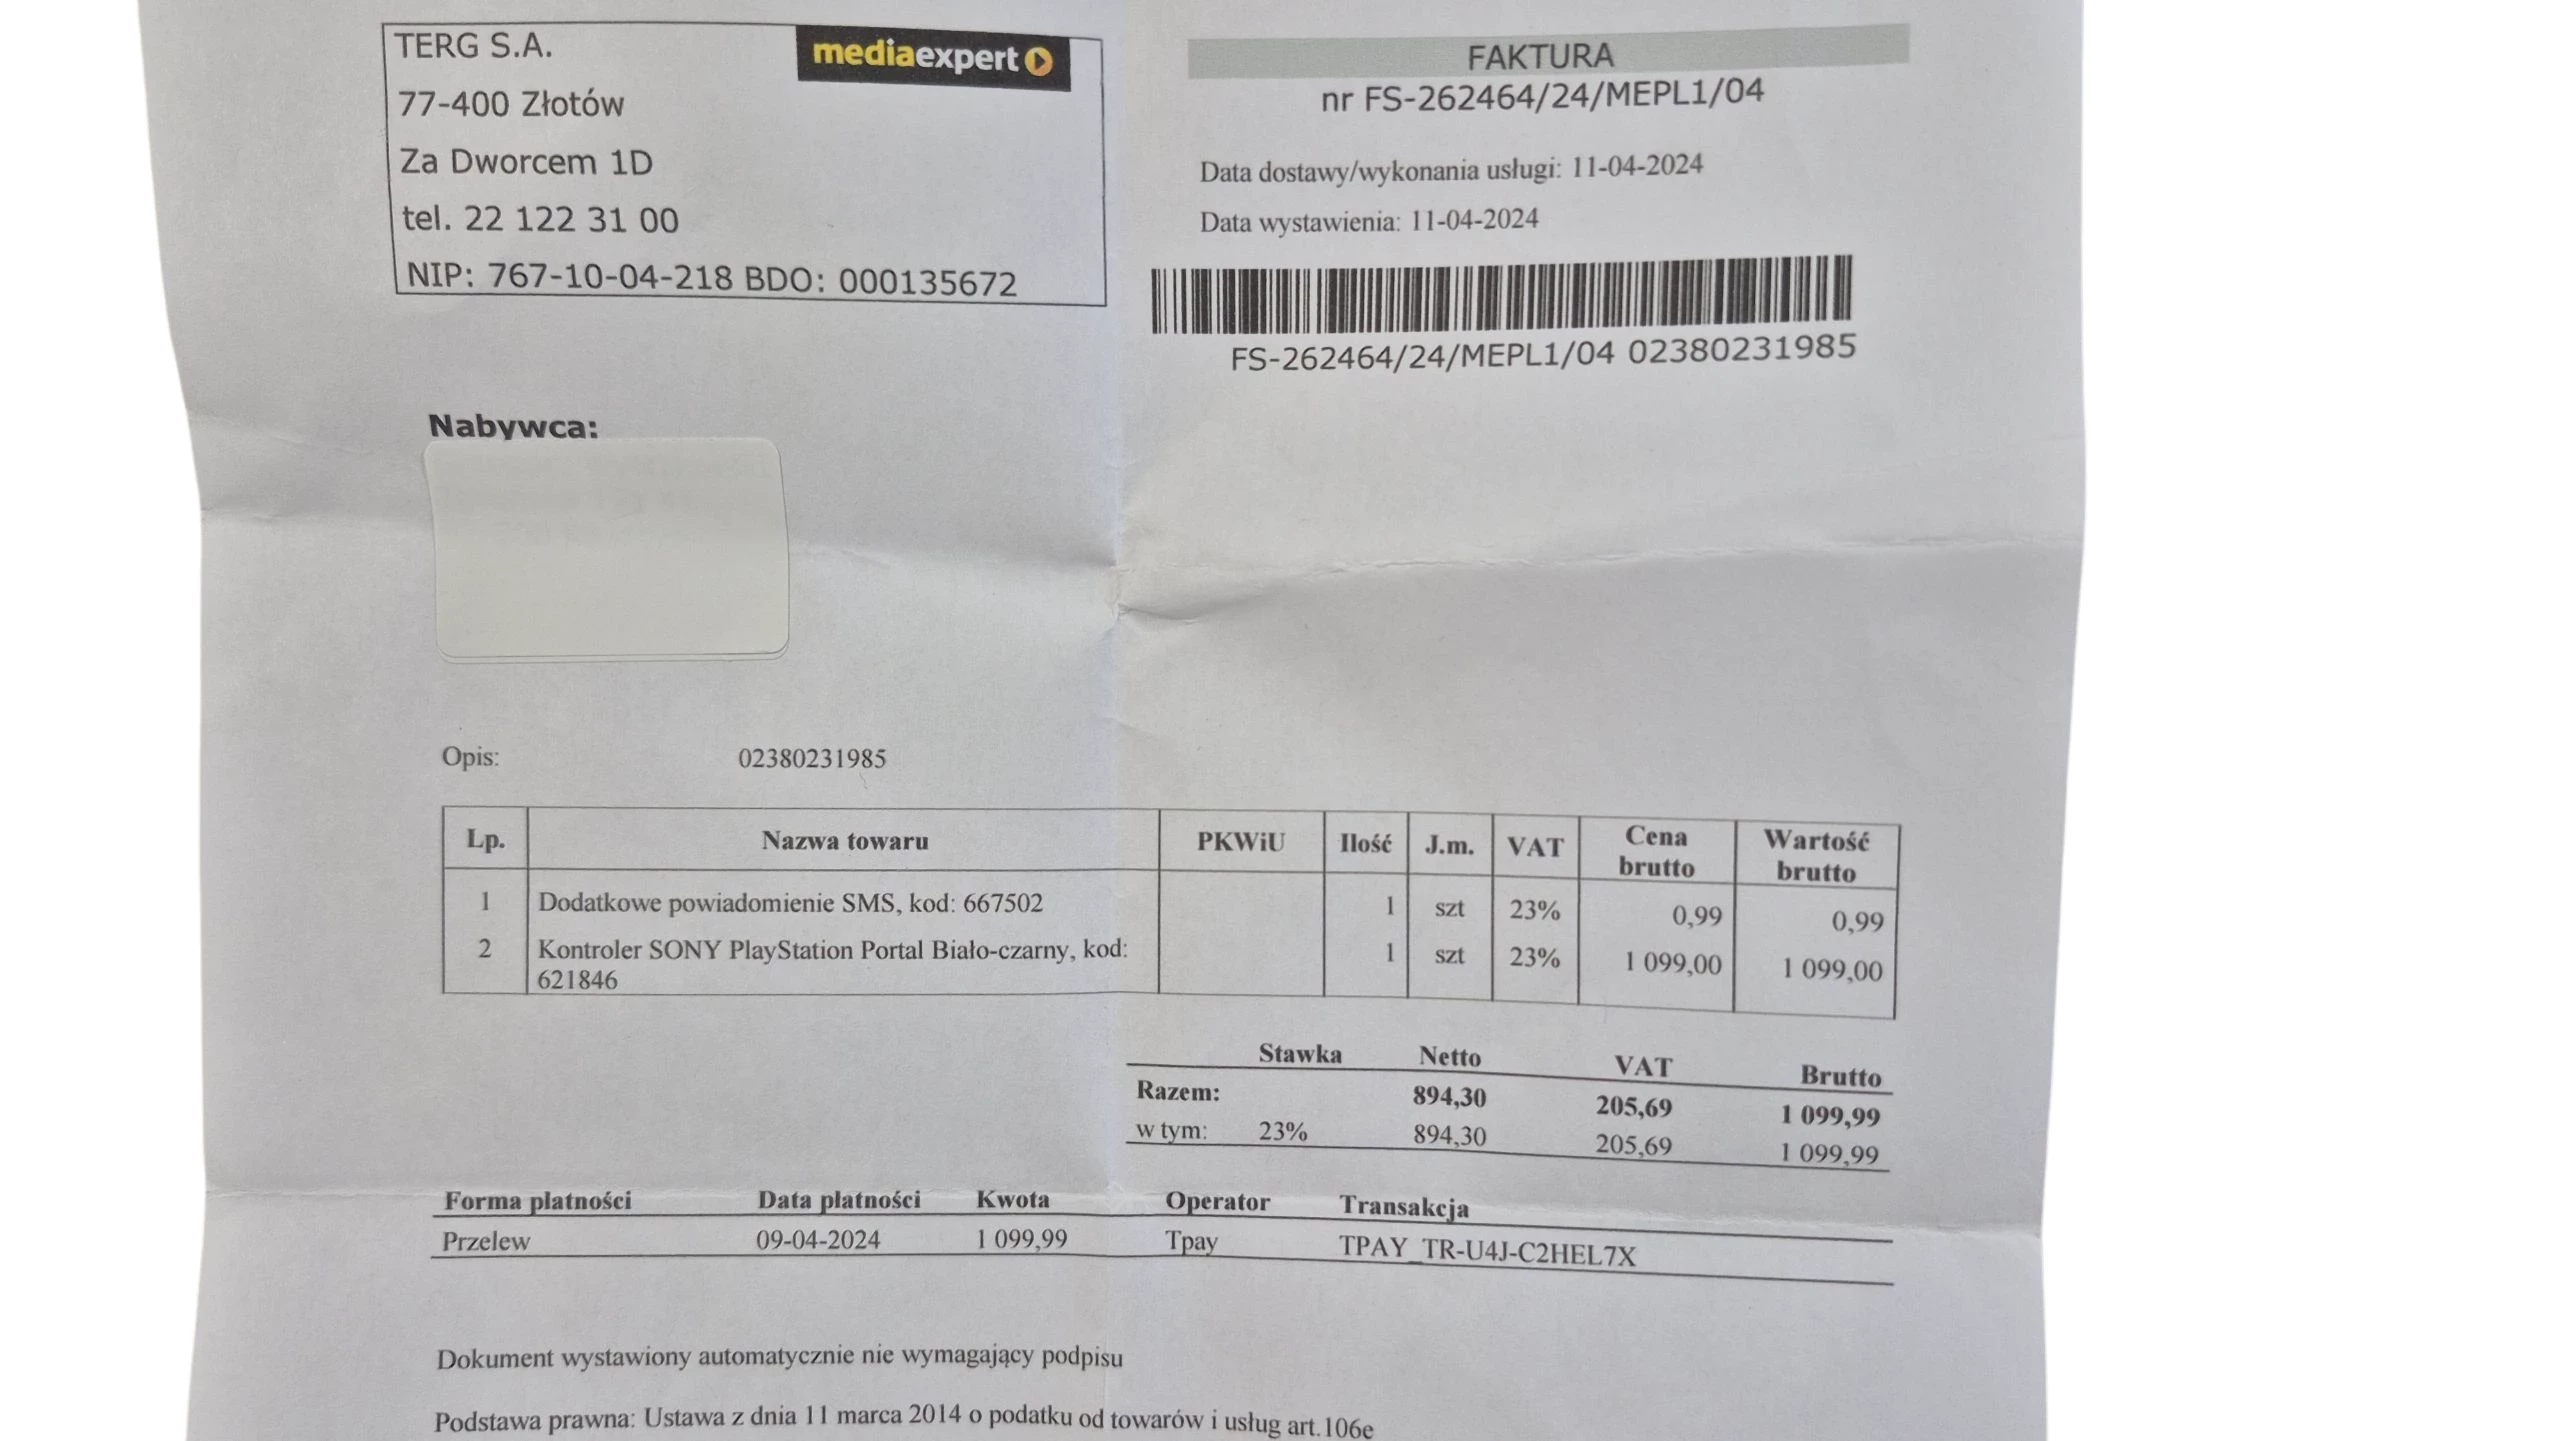 TERG S.A.
mediaexpert
77-400 Złotów
Za Dworcem 1D
tel. 22 122 31 00
NIP: 767-10-04-218 BDO: 000135672
FAKTURA
nr FS-262464/24/MEPL1/04
Data dostawy/wykonania usługi: 11-04-2024
Data wystawienia: 11-04-2024
FS-262464/24/MEPL1/04 02380231985
Nabywca:
Opis: 02380231985
Lp. Nazwa towaru PKWiU Ilość J.m. VAT Cena brutto Wartość brutto
1 Dodatkowe powiadomienie SMS, kod: 667502 1 szt 23% 0,99 0,99
2 Kontroler SONY PlayStation Portal Biało-czarny, kod: 1 szt 23% 1 099,00 1 099,00
621846
Stawka Netto VAT Brutto
Razem: 894,30 205,69 1 099,99
w tym: 23% 894,30 205,69 1 099,99
Forma płatności Data płatności Kwota Operator Transakcja
Przelew 09-04-2024 1 099,99 Tpay TPAY_TR-U4J-C2HEL7X
Dokument wystawiony automatycznie nie wymagający podpisu
Podstawa prawna: Ustawa z dnia 11 marca 2014 o podatku od towarów i usług art.106e